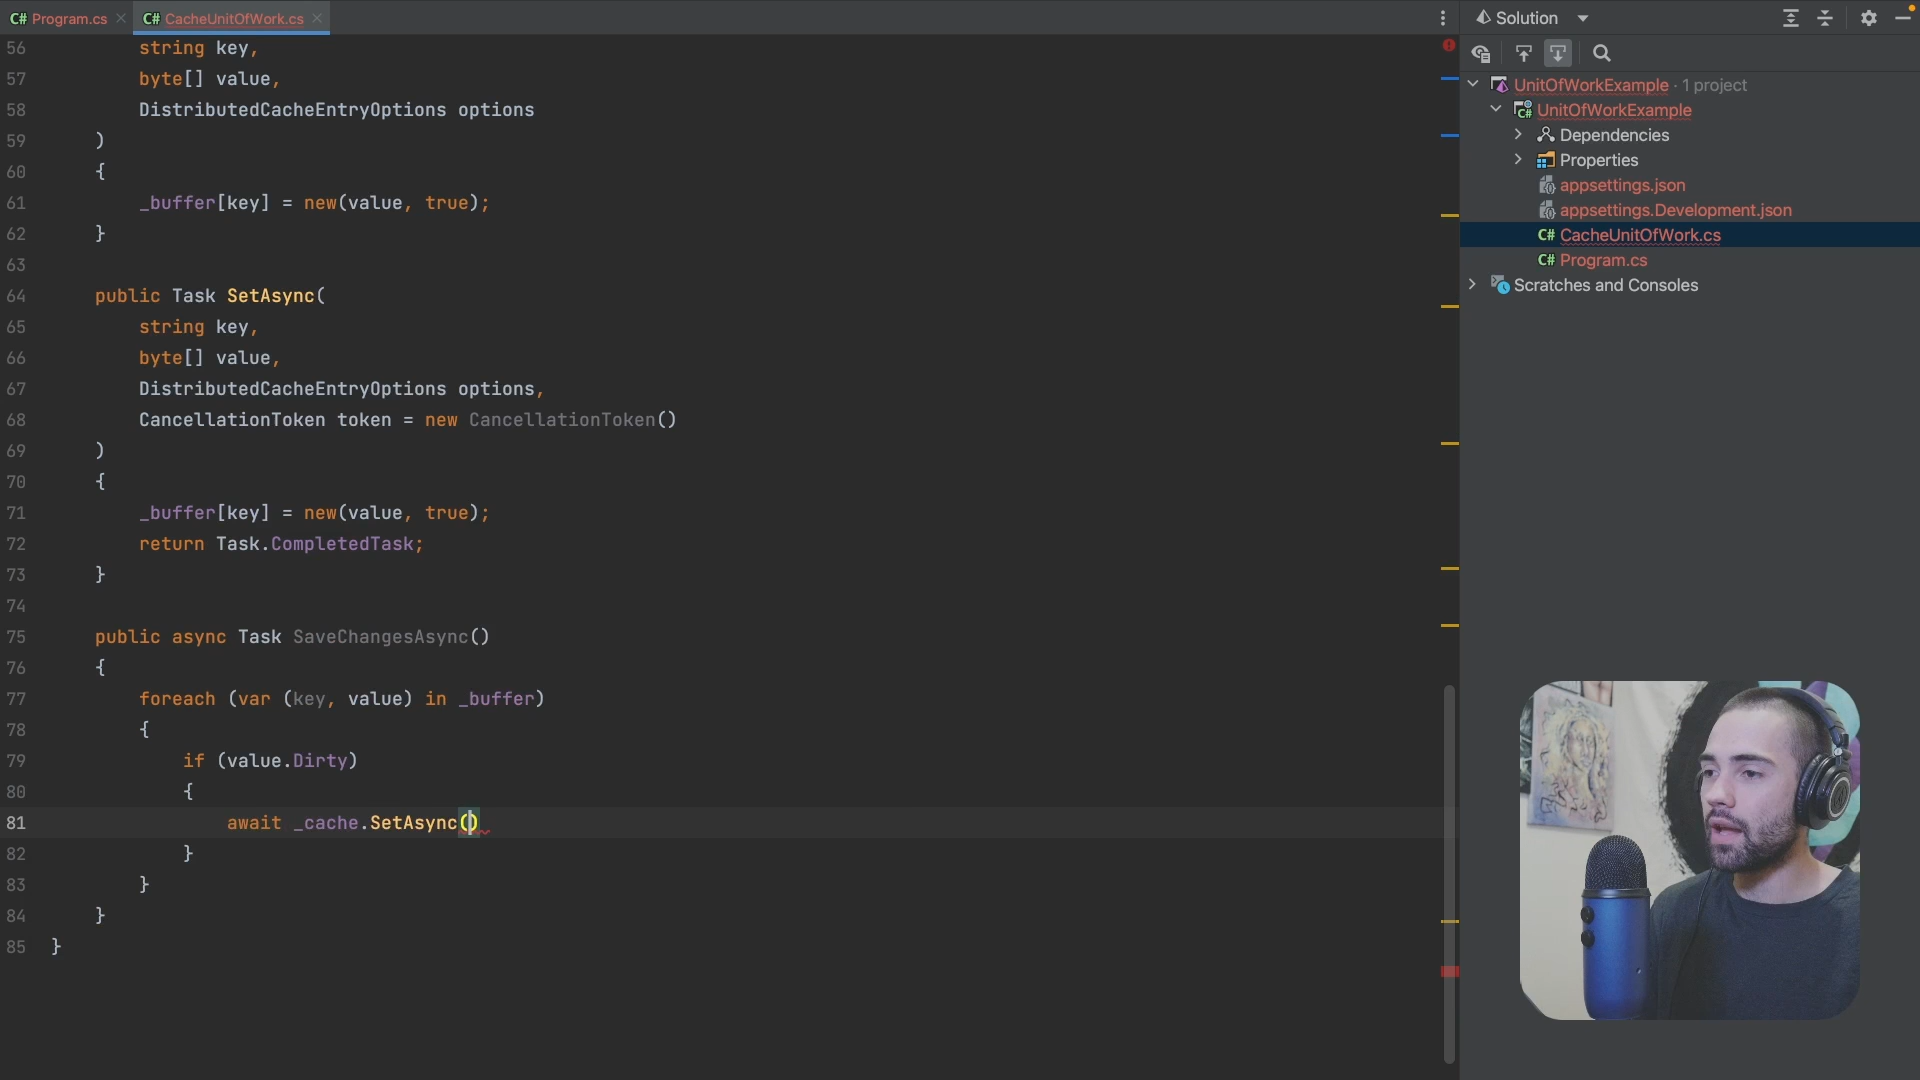 Program.cs
CacheUnitOfWork.cs
Solution
56 string key,
57 byte[] value,
58 DistributedCacheEntryOptions options
59 )
60 {
61 _buffer[key] = new(value, true);
62 }
63
64 public Task SetAsync(
65 string key,
66 byte[] value,
67 DistributedCacheEntryOptions options,
68 CancellationToken token = new CancellationToken()
69 )
70 {
71 _buffer[key] = new(value, true);
72 return Task.CompletedTask;
73 }
74
75 public async Task SaveChangesAsync()
76 {
77 foreach (var (key, value) in _buffer)
78 {
79 if (value.Dirty)
80 {
81 await _cache.SetAsync()
82 }
83 }
84 }
85 }
UnitOfWorkExample · 1 project
UnitOfWorkExample
Dependencies
Properties
appsettings.json
appsettings.Development.json
C# CacheUnitOfWork.cs
C# Program.cs
Scratches and Consoles